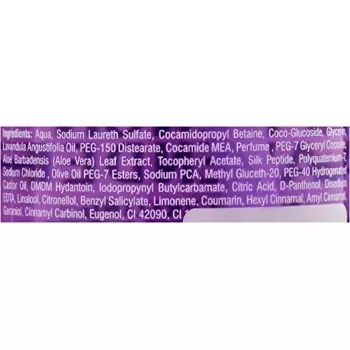 Ingredients: Aqua, Sodium Laureth Sulfate, Cocamidopropyl Betaine, Coco-Glucoside, Glycerin,
Lavandula Angustifolia Oil, PEG-150 Distearate, Cocamide MEA, Perfume, PEG-7 Glyceryl Cocoate,
Aloe Barbadensis (Aloe Vera) Leaf Extract, Tocopheryl Acetate, Silk Peptide, Polyquaternium-7,
Sodium Chloride, Olive Oil PEG-7 Esters, Sodium PCA, Methyl Gluceth-20, PEG-40 Hydrogenated
Castor Oil, DMDM Hydantoin, Iodopropynyl Butylcarbamate, Citric Acid, D-Panthenol, Disodium
EDTA, Linalool, Citronellol, Benzyl Salicylate, Limonene, Coumarin, Hexyl Cinnamal, Amyl Cinnamal,
Geraniol, Cinnamyl Carbinol, Eugenol, CI 42090, CI